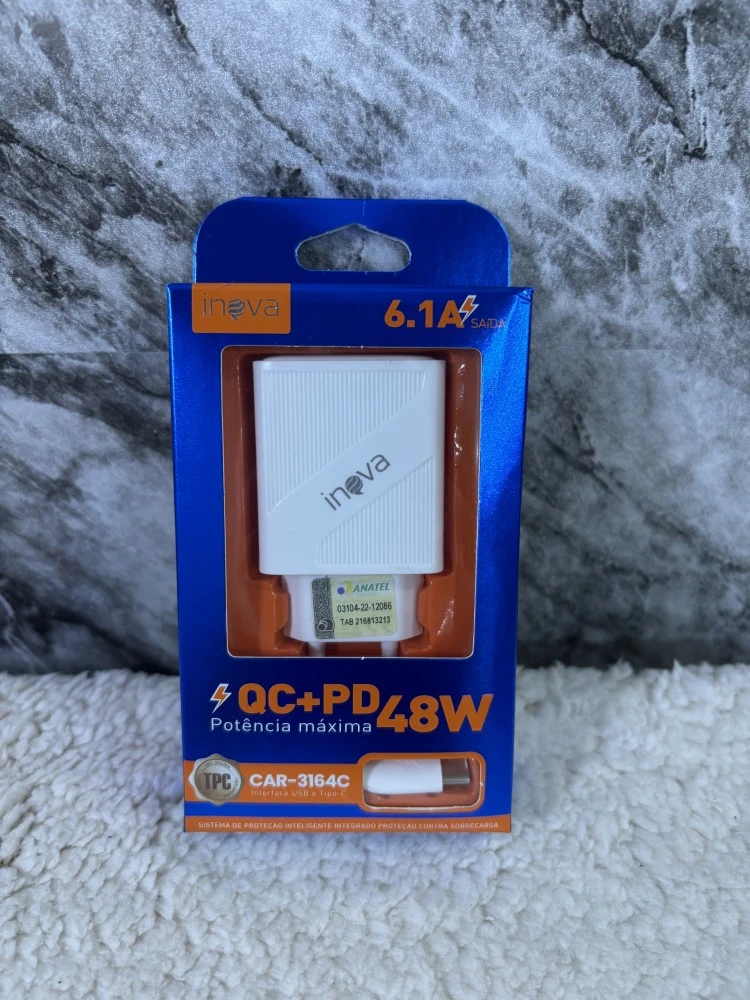 inova
6.1A
SAÍDA
inova
ANATEL
03104-22-12086
TAB 216813213
QC+PD 48W
Potência máxima
TPC
CAR-3164C
Interface USB e Tipo-C
SISTEMA DE PROTEÇÃO INTELIGENTE INTEGRADO PROTEÇÃO CONTRA SOBRECARGA